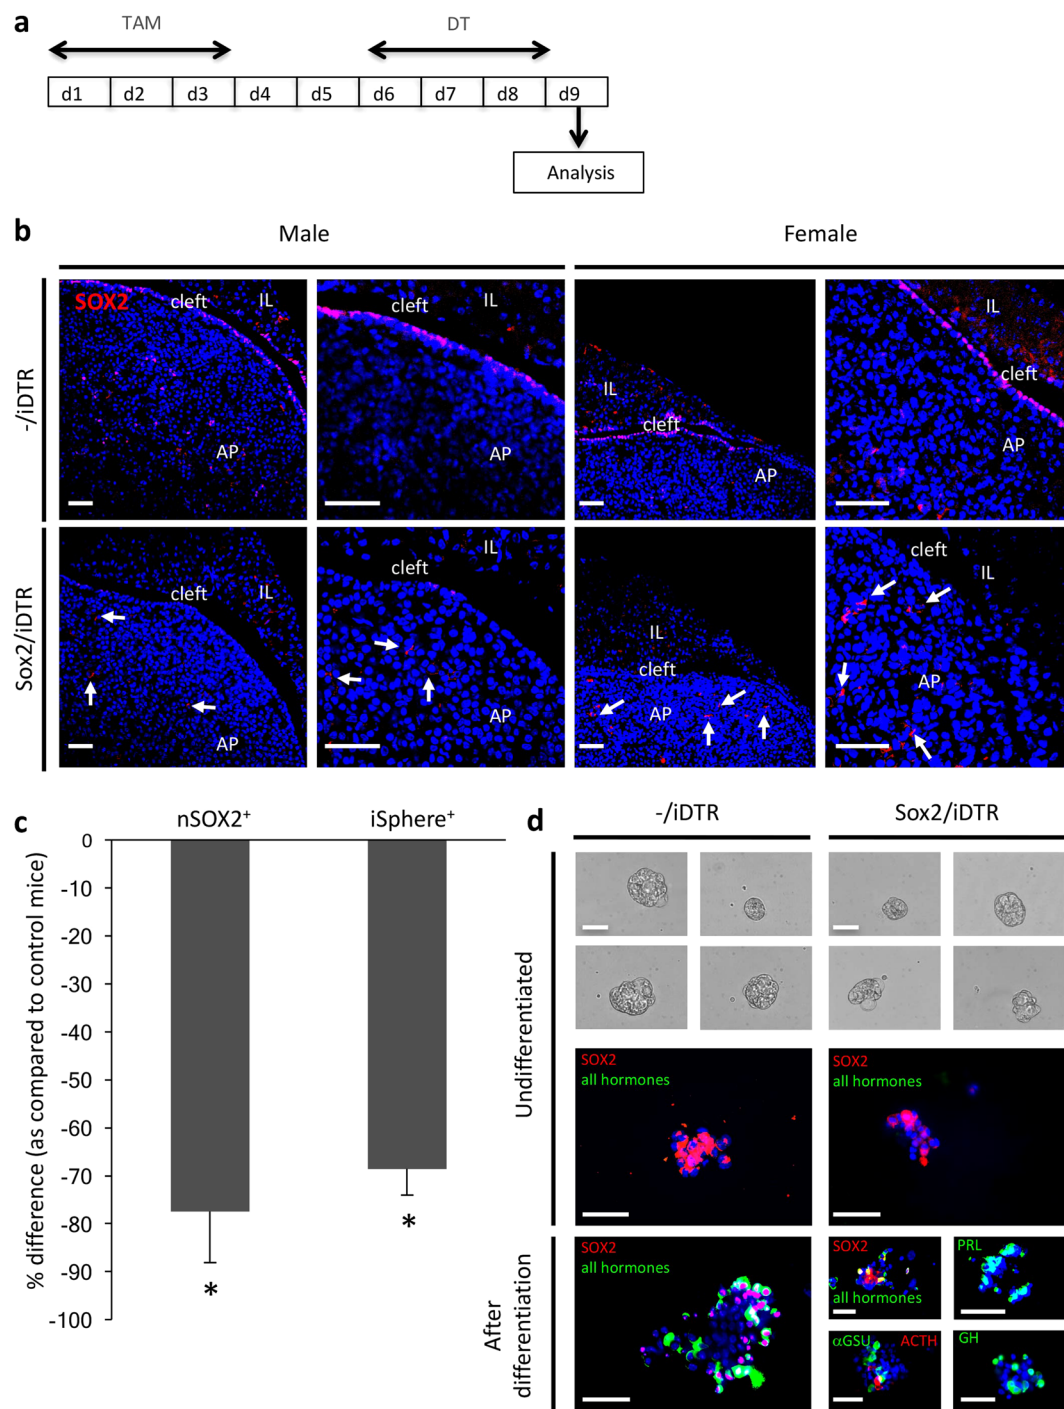 a
TAM DT
d1 d2 d3 d4 d5 d6 d7 d8 d9
Analysis
b
Male Female
-/iDTR
SOX2 cleft IL AP
cleft IL AP
IL cleft AP
IL cleft AP
Sox2/iDTR
cleft IL AP
IL cleft AP
IL cleft AP
cleft IL AP
c
nSOX2+ iSphere+
% difference (as compared to control mice)
0
-10
-20
-30
-40
-50
-60
-70
-80
-90
-100
*
*
d
-/iDTR Sox2/iDTR
Undifferentiated
SOX2
all hormones
SOX2
all hormones
After
differentiation
SOX2
all hormones
SOX2
all hormones
PRL
αGSU ACTH
GH